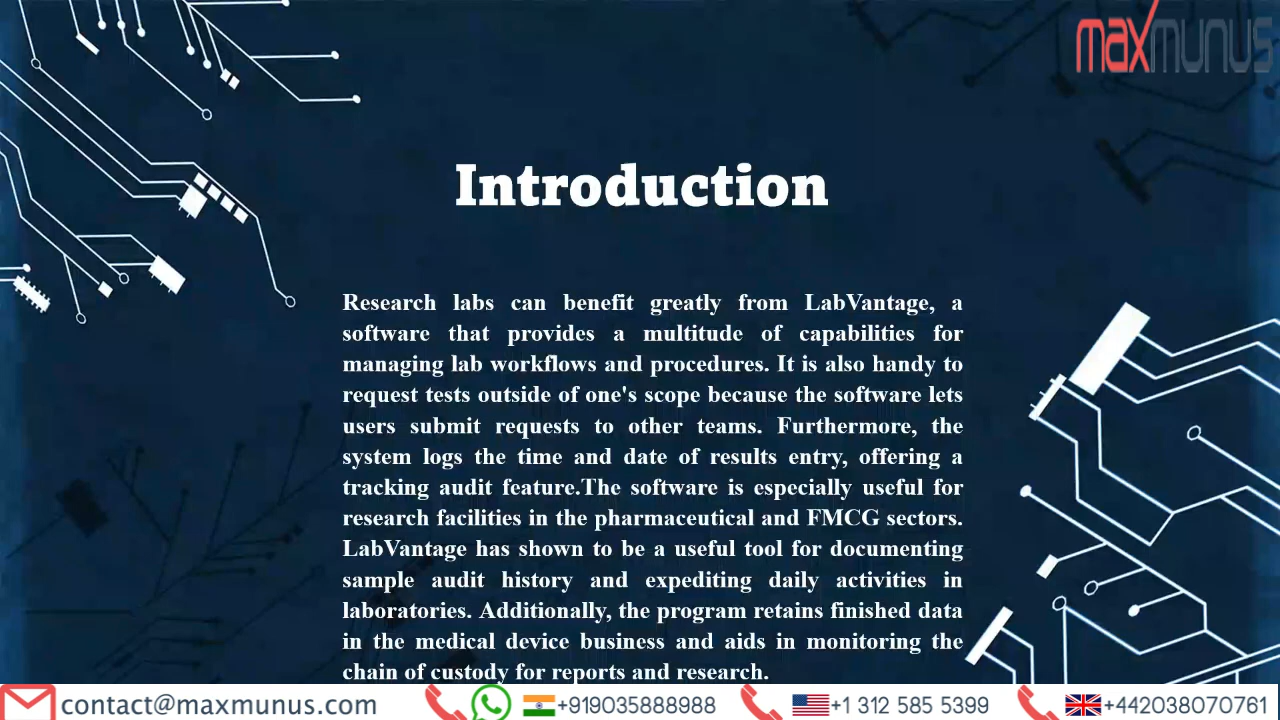 maxmunus
Introduction
Research labs can benefit greatly from LabVantage, a
software that provides a multitude of capabilities for
managing lab workflows and procedures. It is also handy to
request tests outside of one's scope because the software lets
users submit requests to other teams. Furthermore, the
system logs the time and date of results entry, offering a
tracking audit feature.The software is especially useful for
research facilities in the pharmaceutical and FMCG sectors.
LabVantage has shown to be a useful tool for documenting
sample audit history and expediting daily activities in
laboratories. Additionally, the program retains finished data
in the medical device business and aids in monitoring the
chain of custody for reports and research.
contact@maxmunus.com +919035888988 +1 312 585 5399 +442038070761